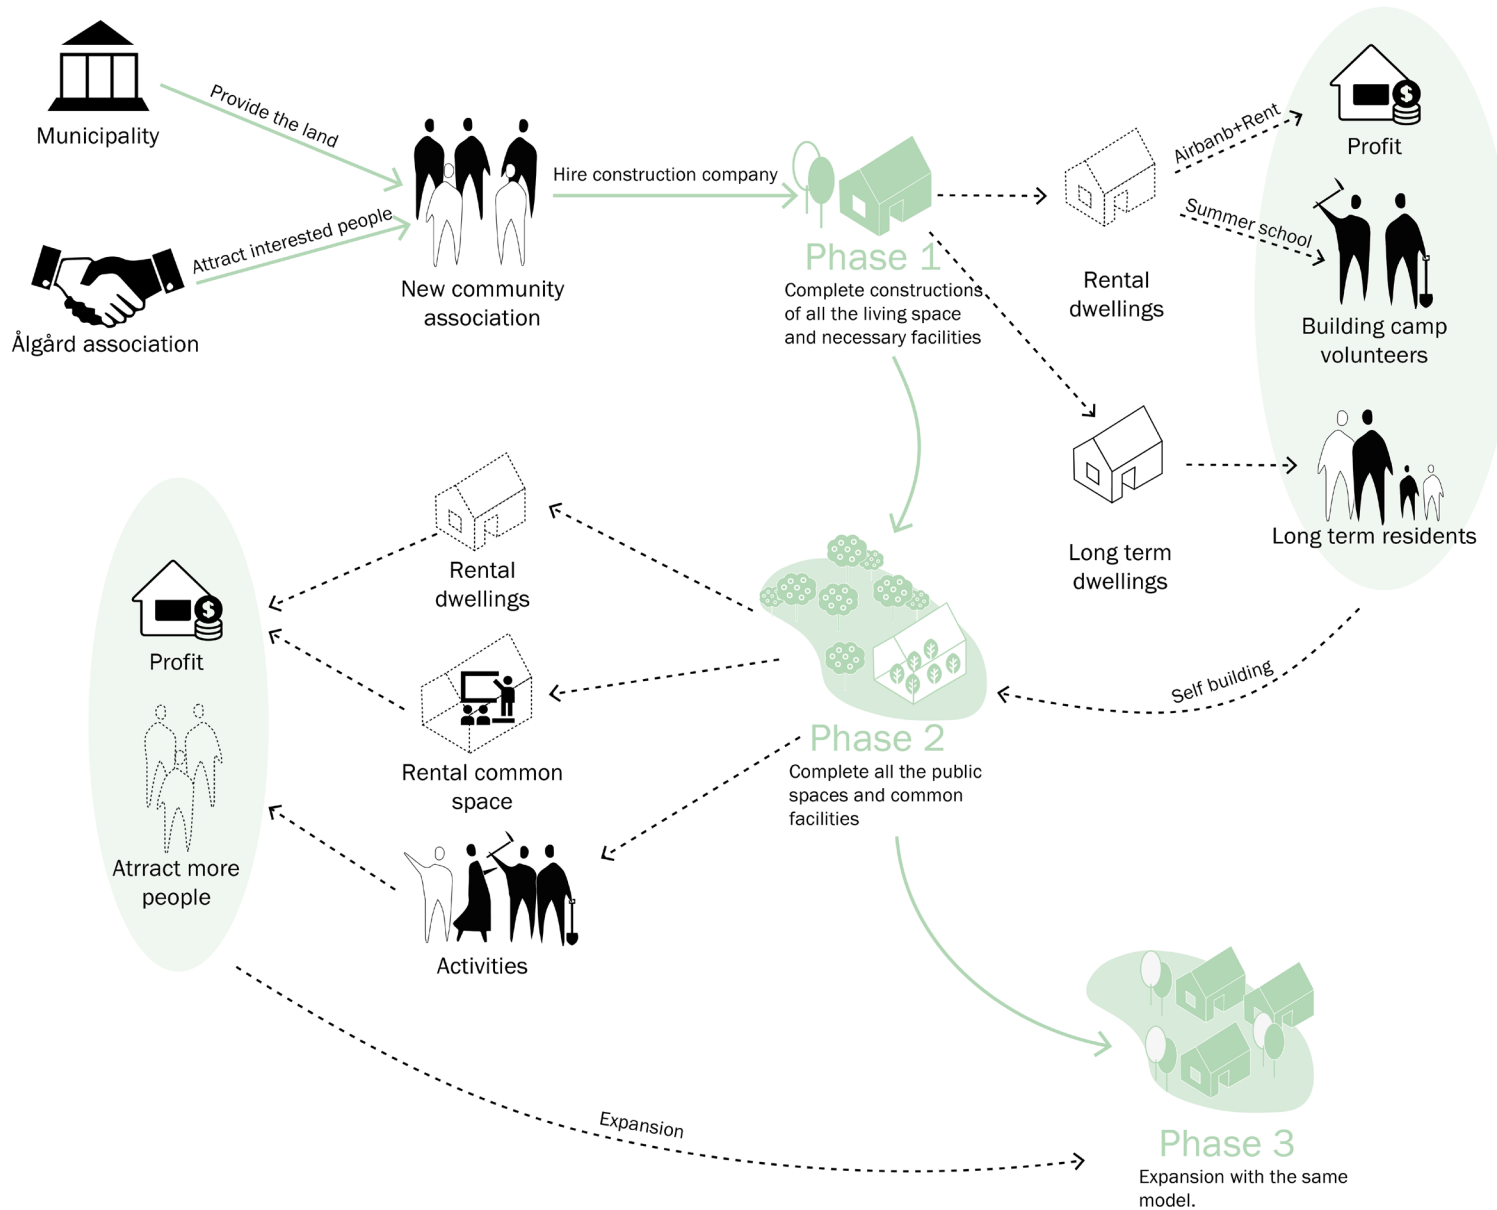 Municipality
Provide the land
Ålgård association
Attract interested people
New community
association
Hire construction company
Phase 1
Complete constructions
of all the living space
and necessary facilities
Rental
dwellings
Airbanb+Rent
Summer school
$
Profit
Building camp
volunteers
Long term
dwellings
Long term residents
Self building
Phase 2
Complete all the public
spaces and common
facilities
Rental
dwellings
Rental common
space
Activities
$
Profit
Atrract more
people
Expansion
Phase 3
Expansion with the same
model.